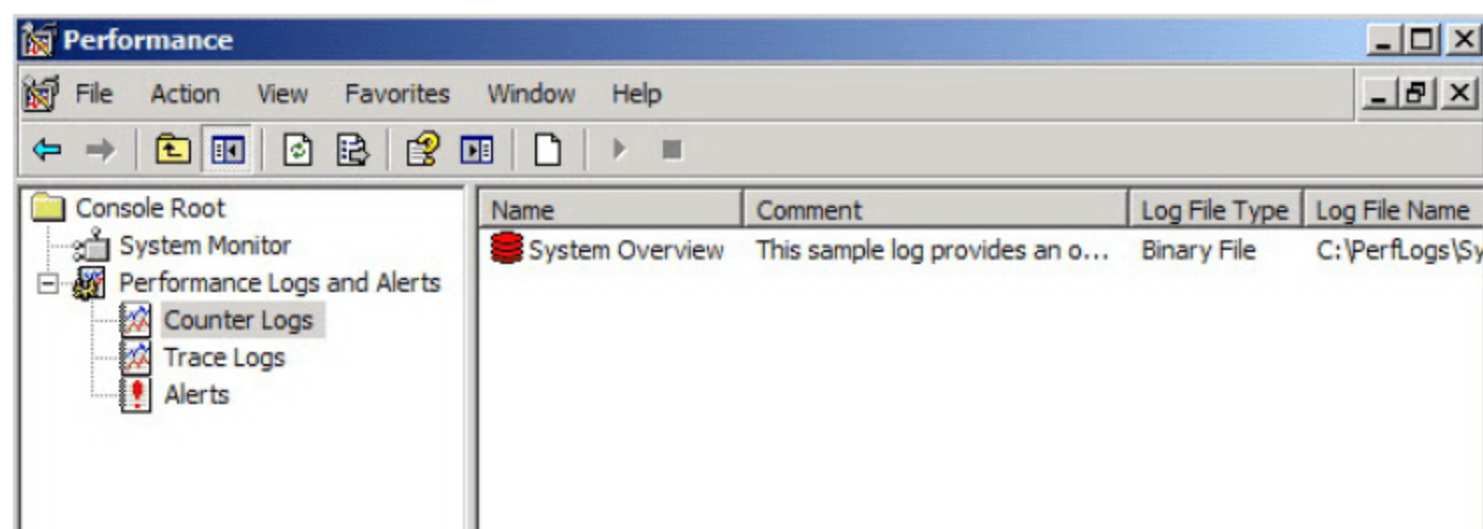 Performance
File Action View Favorites Window Help
Console Root
System Monitor
Performance Logs and Alerts
Counter Logs
Trace Logs
Alerts
Name Comment Log File Type Log File Name
System Overview This sample log provides an o... Binary File C:\PerfLogs\Sy